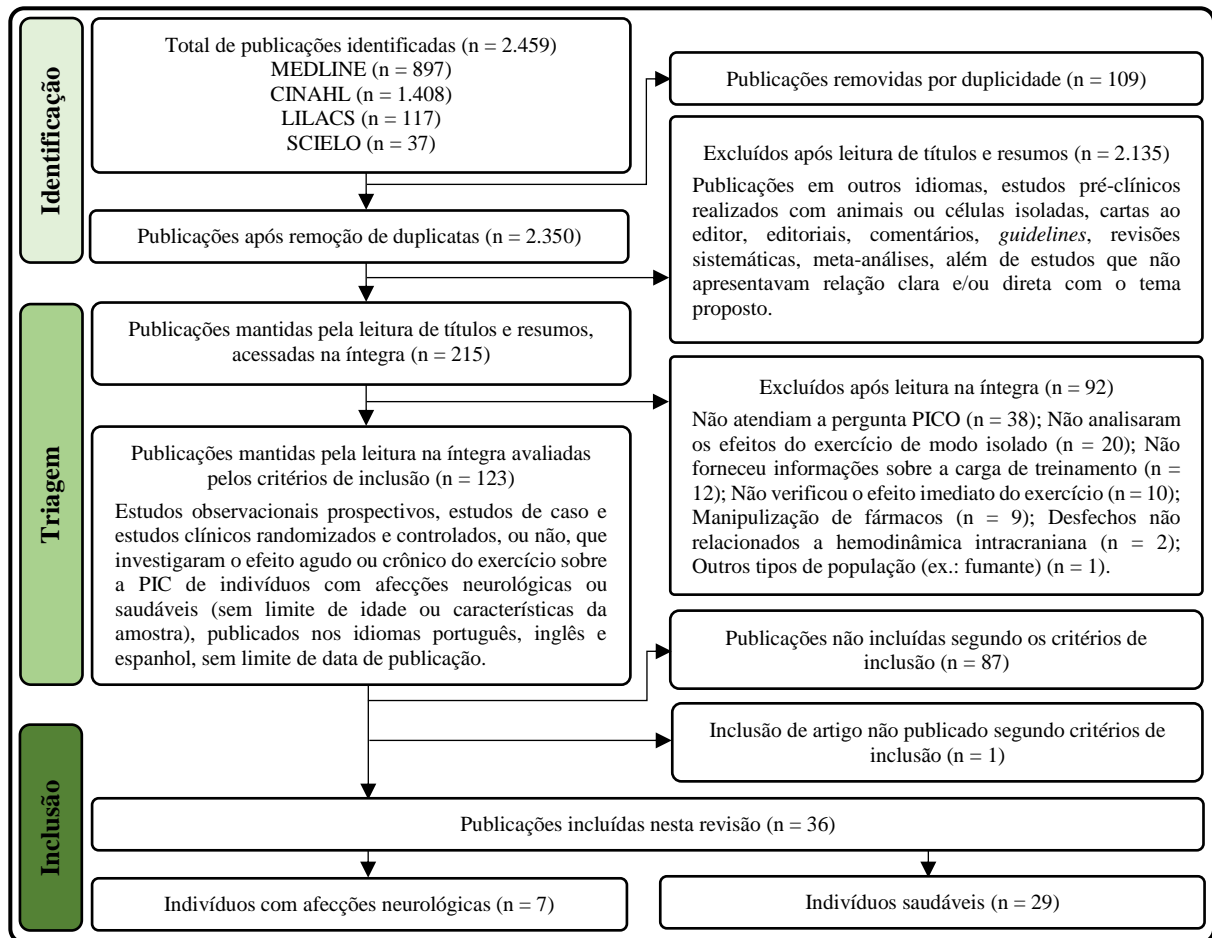 Identificação
Total de publicações identificadas (n = 2.459)
MEDLINE (n = 897)
CINAHL (n = 1.408)
LILACS (n = 117)
SCIELO (n = 37)
Publicações removidas por duplicidade (n = 109)
Publicações após remoção de duplicatas (n = 2.350)
Excluídos após leitura de títulos e resumos (n = 2.135)
Publicações em outros idiomas, estudos pré-clínicos
realizados com animais ou células isoladas, cartas ao
editor, editoriais, comentários, guidelines, revisões
sistemáticas, meta-análises, além de estudos que não
apresentavam relação clara e/ou direta com o tema
proposto.
Triagem
Publicações mantidas pela leitura de títulos e resumos,
acessadas na íntegra (n = 215)
Excluídos após leitura na íntegra (n = 92)
Não atendiam a pergunta PICO (n = 38); Não analisaram
os efeitos do exercício de modo isolado (n = 20); Não
forneceu informações sobre a carga de treinamento (n =
12); Não verificou o efeito imediato do exercício (n = 10);
Manipulização de fármacos (n = 9); Desfechos não
relacionados a hemodinâmica intracraniana (n = 2);
Outros tipos de população (ex.: fumante) (n = 1).
Publicações mantidas pela leitura na íntegra avaliadas
pelos critérios de inclusão (n = 123)
Estudos observacionais prospectivos, estudos de caso e
estudos clínicos randomizados e controlados, ou não, que
investigaram o efeito agudo ou crônico do exercício sobre
a PIC de indivíduos com afecções neurológicas ou
saudáveis (sem limite de idade ou características da
amostra), publicados nos idiomas português, inglês e
espanhol, sem limite de data de publicação.
Publicações não incluídas segundo os critérios de
inclusão (n = 87)
Inclusão
Inclusão de artigo não publicado segundo critérios de
inclusão (n = 1)
Publicações incluídas nesta revisão (n = 36)
Indivíduos com afecções neurológicas (n = 7)
Indivíduos saudáveis (n = 29)